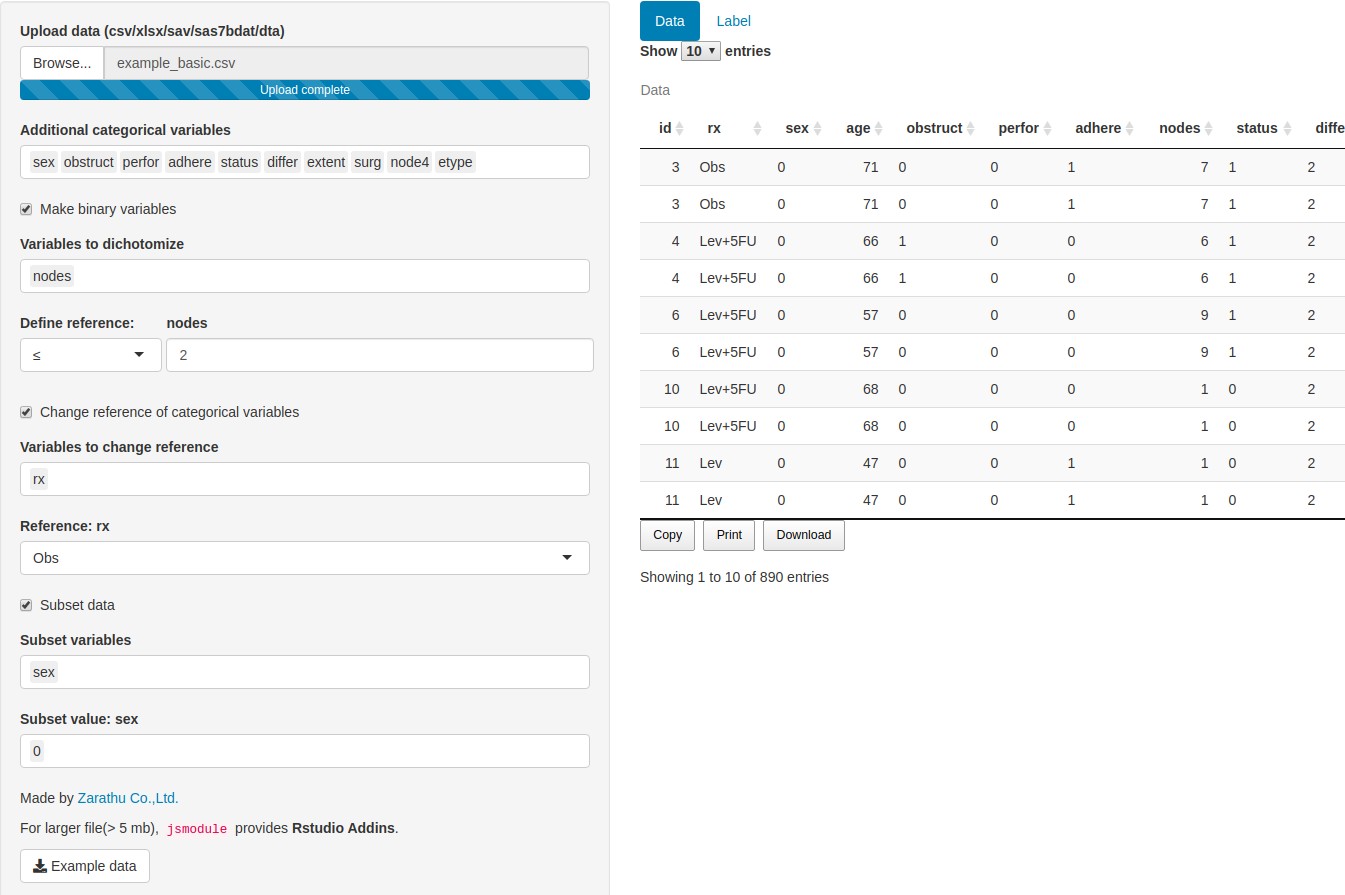 Upload data (csv/xlsx/sav/sas7bdat/dta)
Browse... example_basic.csv
Upload complete
Additional categorical variables
sex obstruct perfor adhere status differ extent surg node4 etype
Make binary variables
Variables to dichotomize
nodes
Define reference: nodes
≤ 2
Change reference of categorical variables
Variables to change reference
rx
Reference: rx
Obs
Subset data
Subset variables
sex
Subset value: sex
0
Made by Zarathu Co.,Ltd.
For larger file(> 5 mb), jsmodule provides Rstudio Addins.
Example data
Data Label
Show 10 entries
Data
id rx sex age obstruct perfor adhere nodes status diffe
3 Obs 0 71 0 0 1 7 1 2
3 Obs 0 71 0 0 1 7 1 2
4 Lev+5FU 0 66 1 0 0 6 1 2
4 Lev+5FU 0 66 1 0 0 6 1 2
6 Lev+5FU 0 57 0 0 0 9 1 2
6 Lev+5FU 0 57 0 0 0 9 1 2
10 Lev+5FU 0 68 0 0 0 1 0 2
10 Lev+5FU 0 68 0 0 0 1 0 2
11 Lev 0 47 0 0 1 1 0 2
11 Lev 0 47 0 0 1 1 0 2
Copy Print Download
Showing 1 to 10 of 890 entries